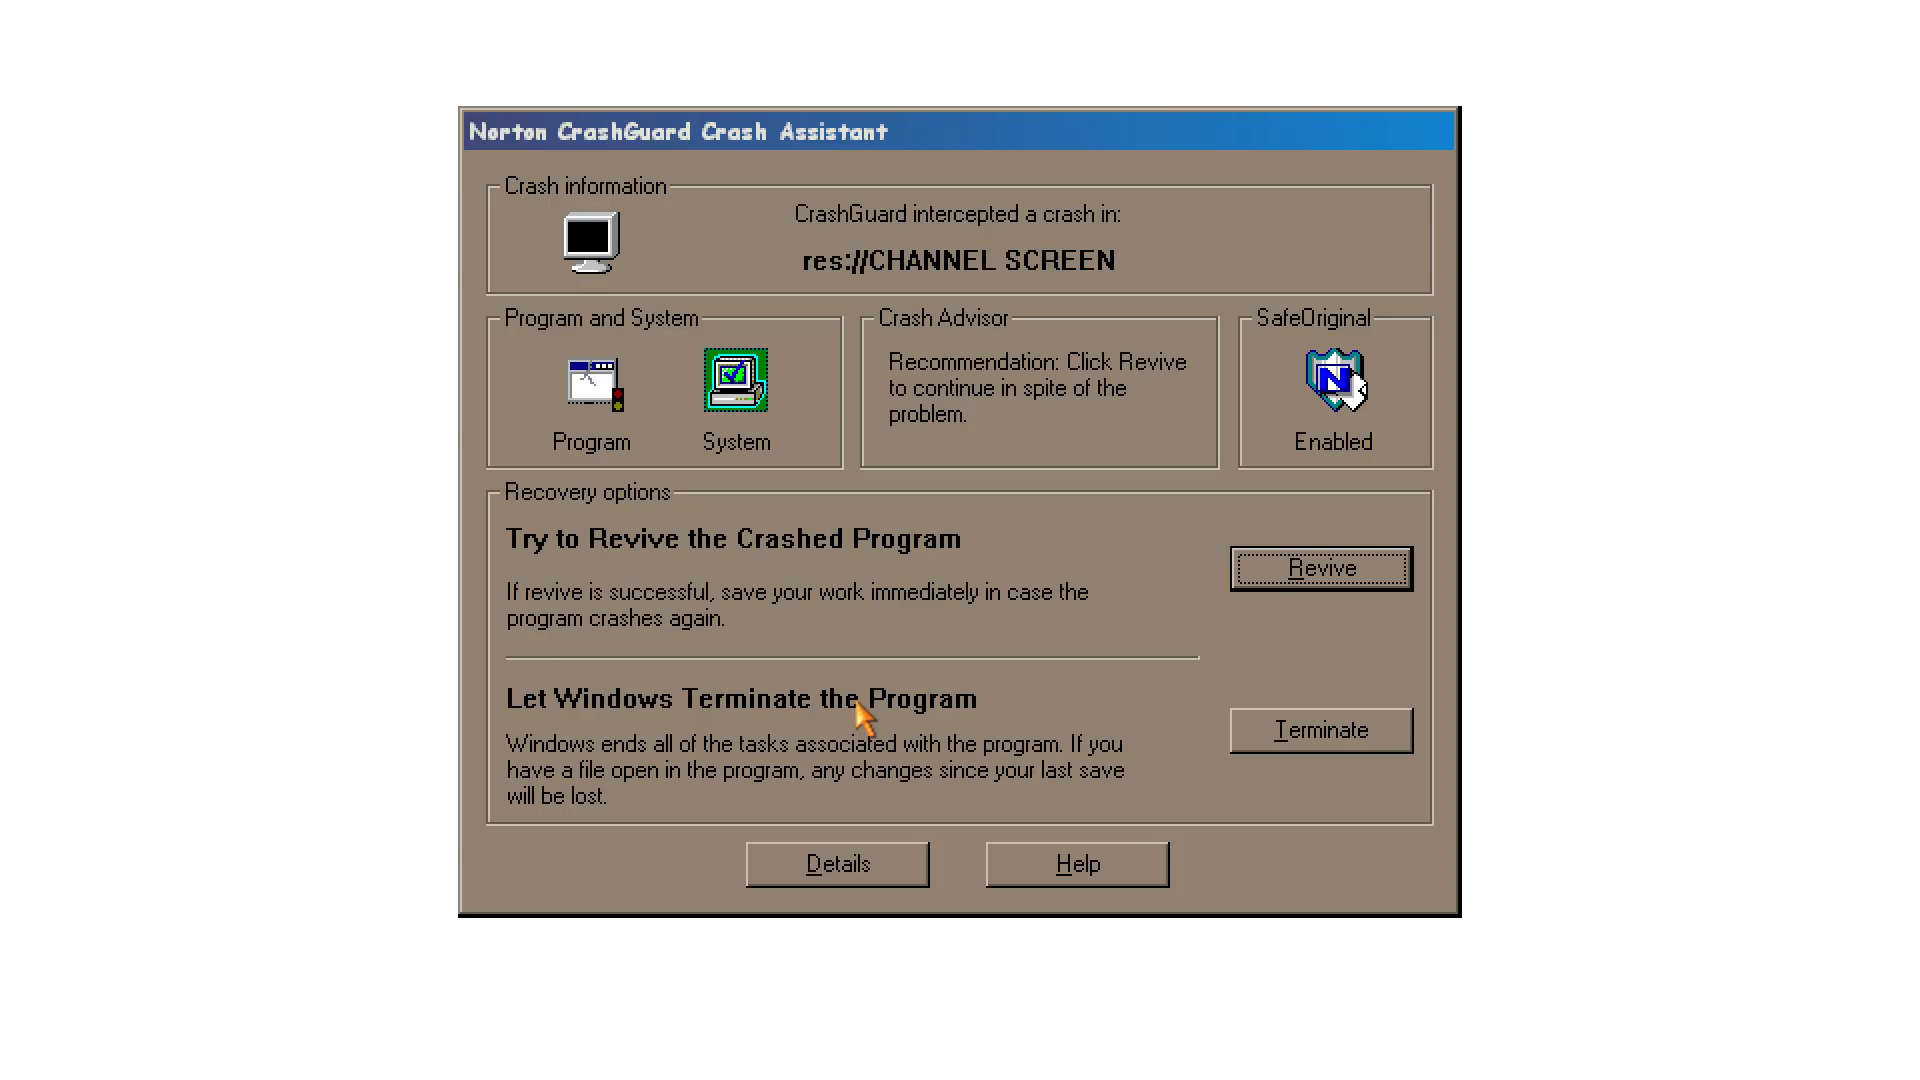 Norton CrashGuard Crash Assistant
Crash information
CrashGuard intercepted a crash in:
res://CHANNEL SCREEN
Program and System
Program
System
Crash Advisor
Recommendation: Click Revive
to continue in spite of the
problem.
SafeOriginal
N
Enabled
Recovery options
Try to Revive the Crashed Program
If revive is successful, save your work immediately in case the
program crashes again.
Revive
Let Windows Terminate the Program
Windows ends all of the tasks associated with the program. If you
have a file open in the program, any changes since your last save
will be lost.
Terminate
Details
Help